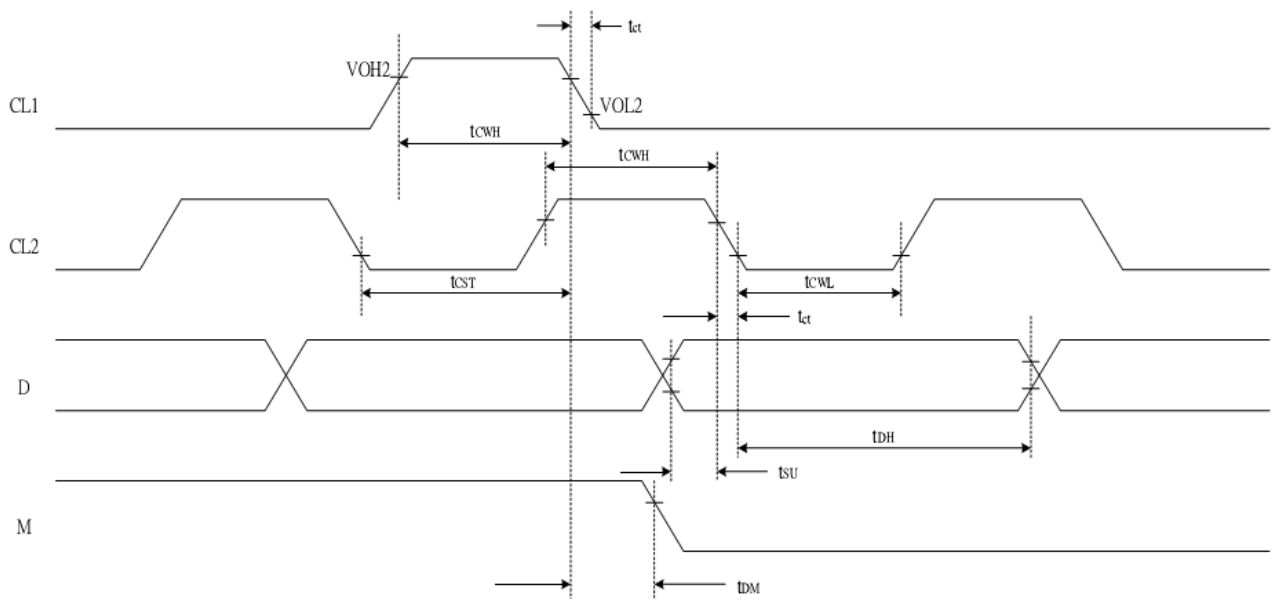 tct
VOH2
CL1
VOL2
tCWH
tCWH
CL2
tCST
tCWL
tct
D
tDH
tSU
M
tDM